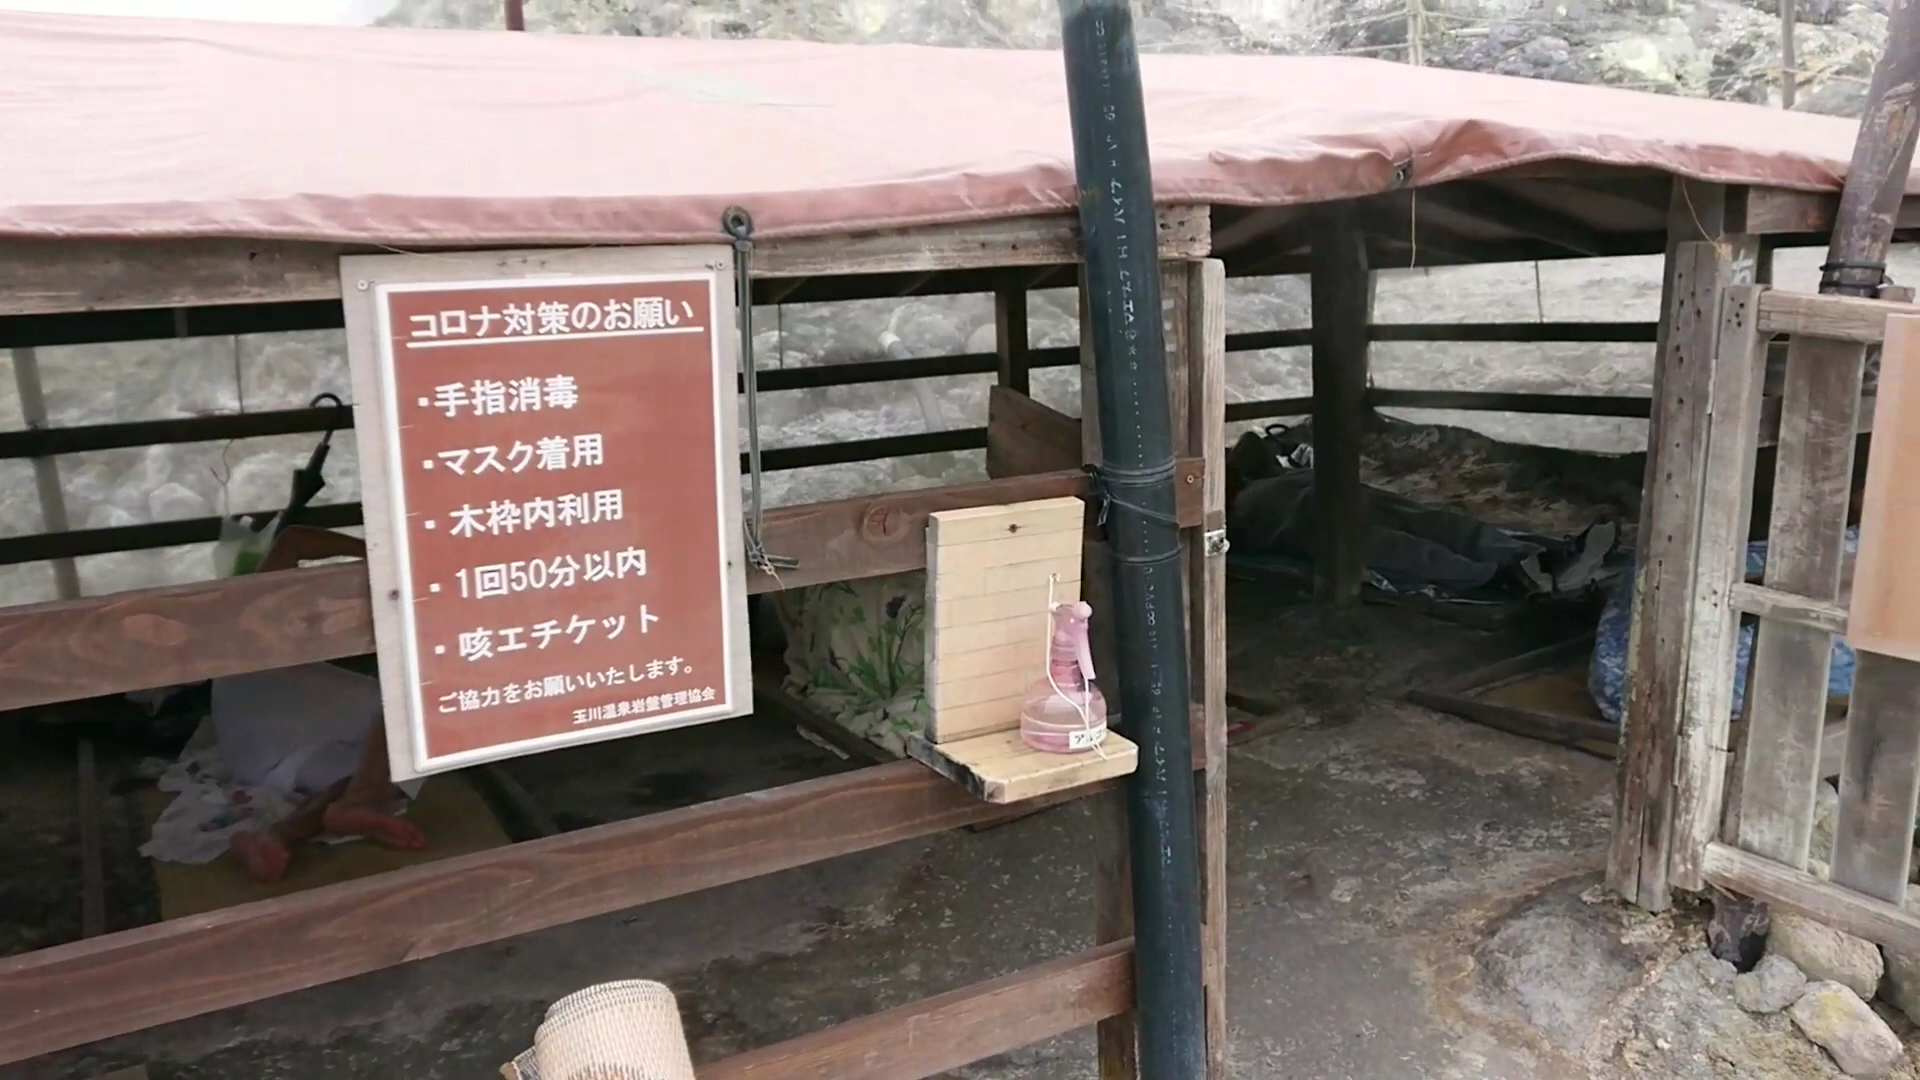 コロナ対策のお願い
・手指消毒
・マスク着用
・木枠内利用
・1回50分以内
・咳エチケット
ご協力をお願いいたします。
玉川温泉岩盤管理協会